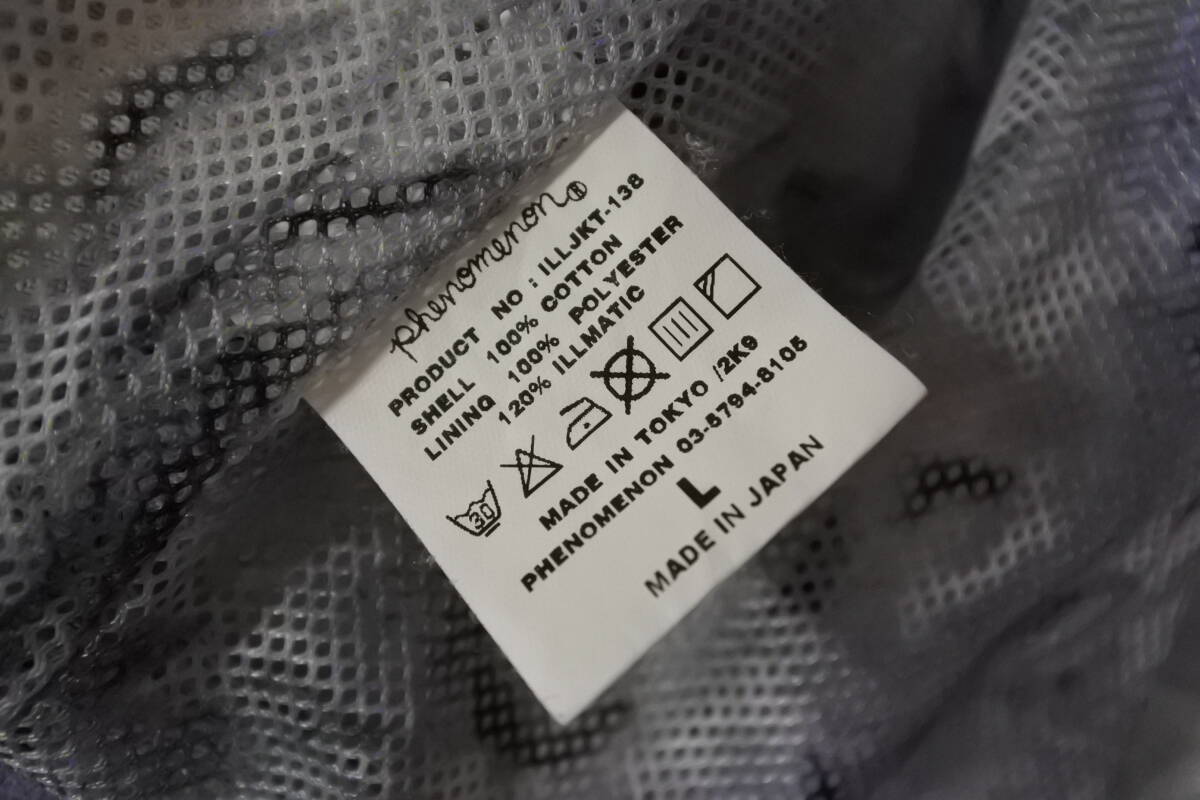 phenomenon®
PRODUCT NO : ILLJKT-138
SHELL 100% COTTON
LINING 100% POLYESTER
120% ILLMATIC
30
MADE IN TOKYO /2K9
PHENOMENON 03-5794-8105
L
MADE IN JAPAN